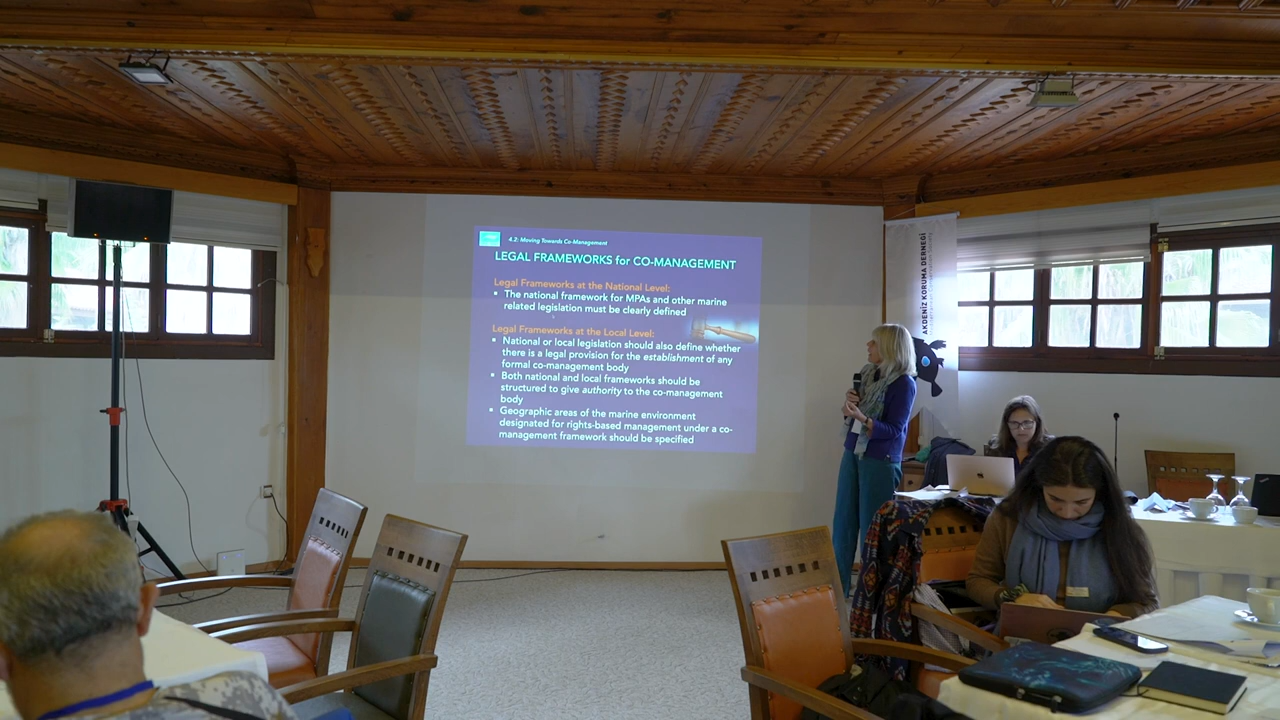 4.2: Moving Towards Co-Management
LEGAL FRAMEWORKS for CO-MANAGEMENT
Legal Frameworks at the National Level:
▪ The national framework for MPAs and other marine
related legislation must be clearly defined
Legal Frameworks at the Local Level:
▪ National or local legislation should also define whether
there is a legal provision for the establishment of any
formal co-management body
▪ Both national and local frameworks should be
structured to give authority to the co-management
body
▪ Geographic areas of the marine environment
designated for rights-based management under a co-
management framework should be specified
AKDENİZ KORUMA DERNEĞİ
Mediterranean Conservation Society